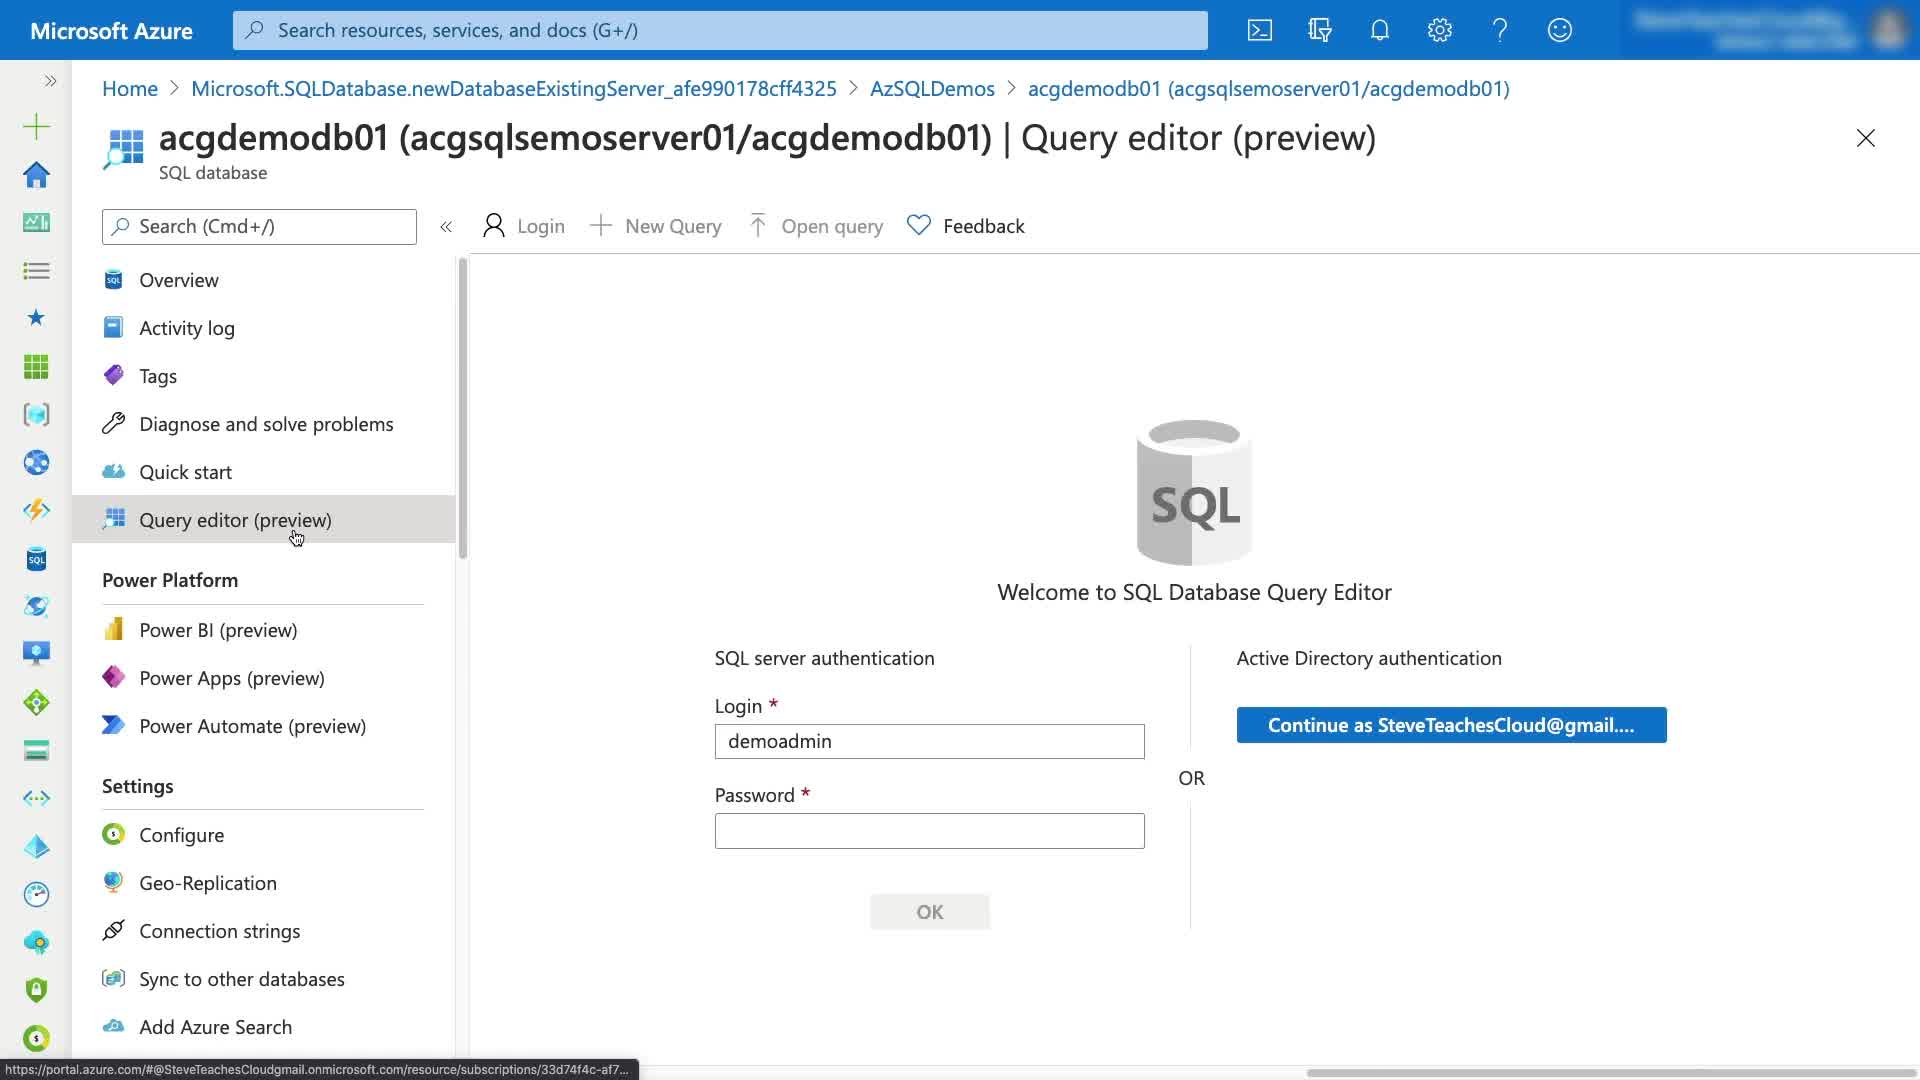 Microsoft Azure
Search resources, services, and docs (G+/)
Home > Microsoft.SQLDatabase.newDatabaseExistingServer_afe990178cff4325 > AzSQLDemos > acgdemodb01 (acgsqlsemoserver01/acgdemodb01)
acgdemodb01 (acgsqlsemoserver01/acgdemodb01) | Query editor (preview)
SQL database
Search (Cmd+/)
Login
New Query
Open query
Feedback
Overview
Activity log
Tags
Diagnose and solve problems
Quick start
Query editor (preview)
Power Platform
Power BI (preview)
Power Apps (preview)
Power Automate (preview)
Settings
Configure
Geo-Replication
Connection strings
Sync to other databases
Add Azure Search
SQL
Welcome to SQL Database Query Editor
SQL server authentication
Login *
demoadmin
Password *
OK
OR
Active Directory authentication
Continue as SteveTeachesCloud@gmail....
https://portal.azure.com/#@SteveTeachesCloudgmail.onmicrosoft.com/resource/subscriptions/33d74f4c-af7...